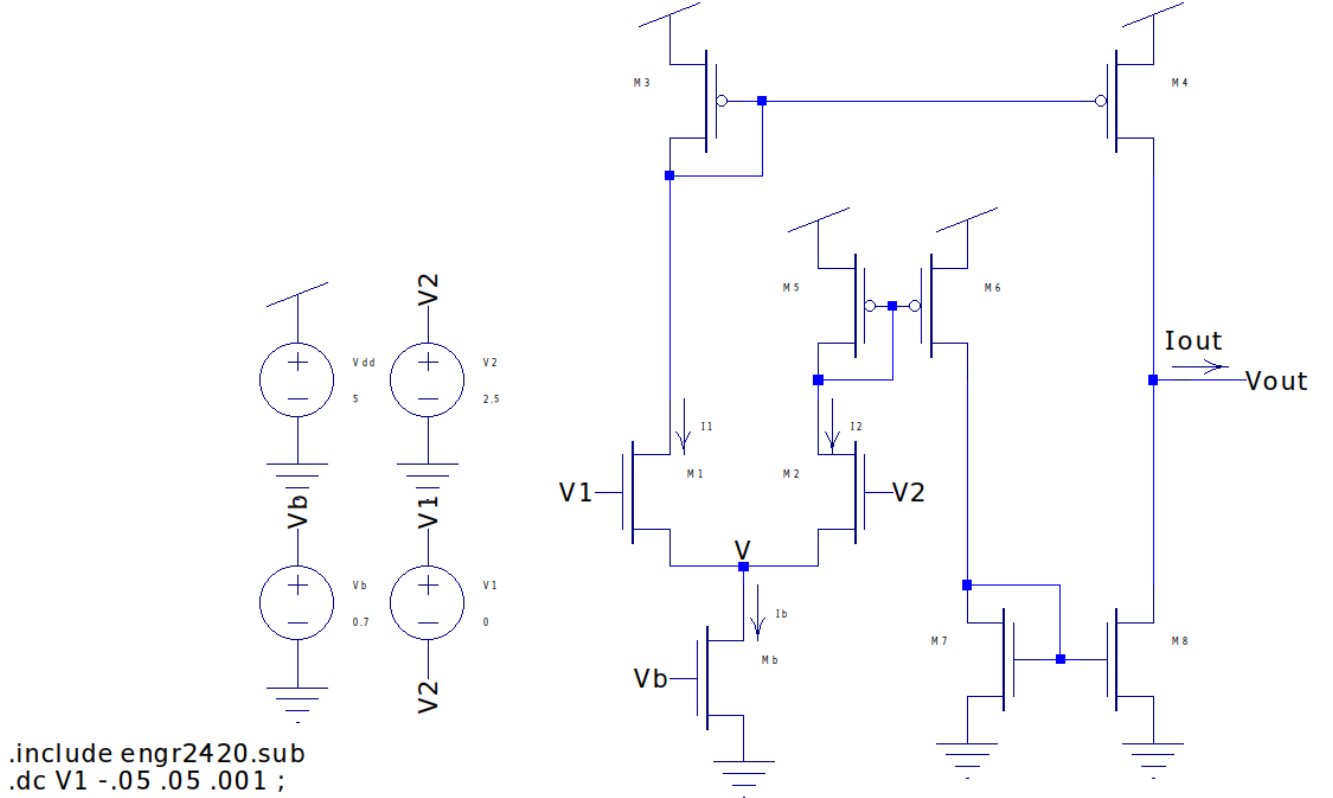 M3
M4
M5
M6
V2
Iout
Vdd
V2
5
2.5
Vout
I1
I2
M1
M2
V1
V2
Vb
V1
V
Vb
V1
0.7
0
Ib
M7
M8
Mb
Vb
V2
.include engr2420.sub
.dc V1 -.05 .05 .001 ;